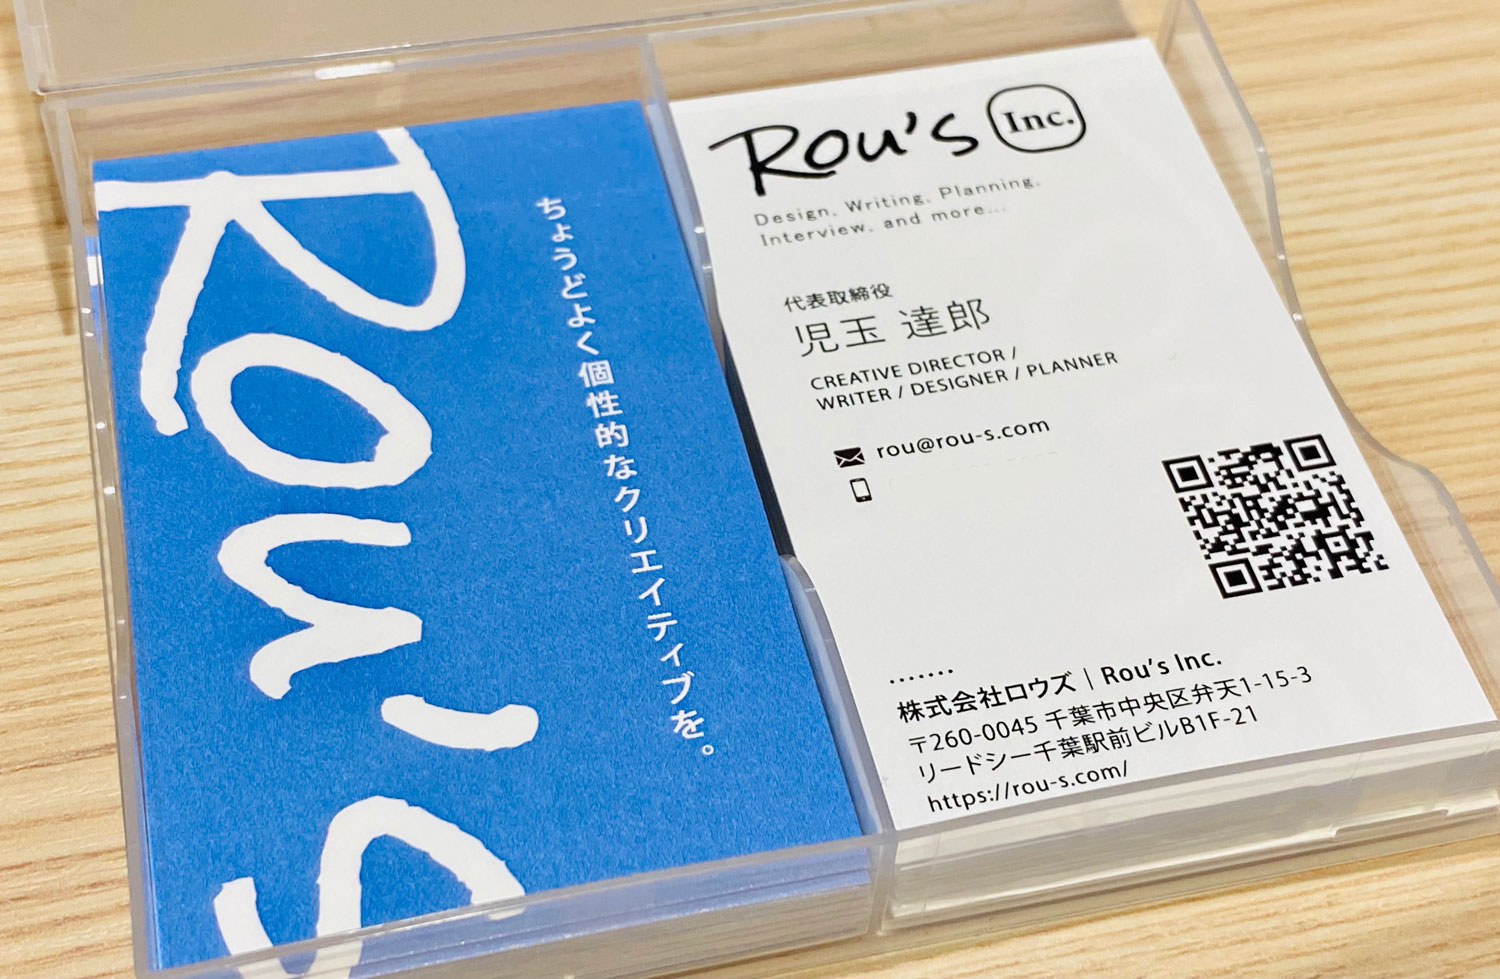 Rou's
ちょうどよく個性的なクリエイティブを。
Rou's Inc.
Design, Writing, Planning,
Interview, and more...
代表取締役
児玉 達郎
CREATIVE DIRECTOR /
WRITER / DESIGNER / PLANNER
rou@rou-s.com
.......
株式会社ロウズ | Rou's Inc.
〒260-0045 千葉市中央区弁天1-15-3
リードシー千葉駅前ビルB1F-21
https://rou-s.com/